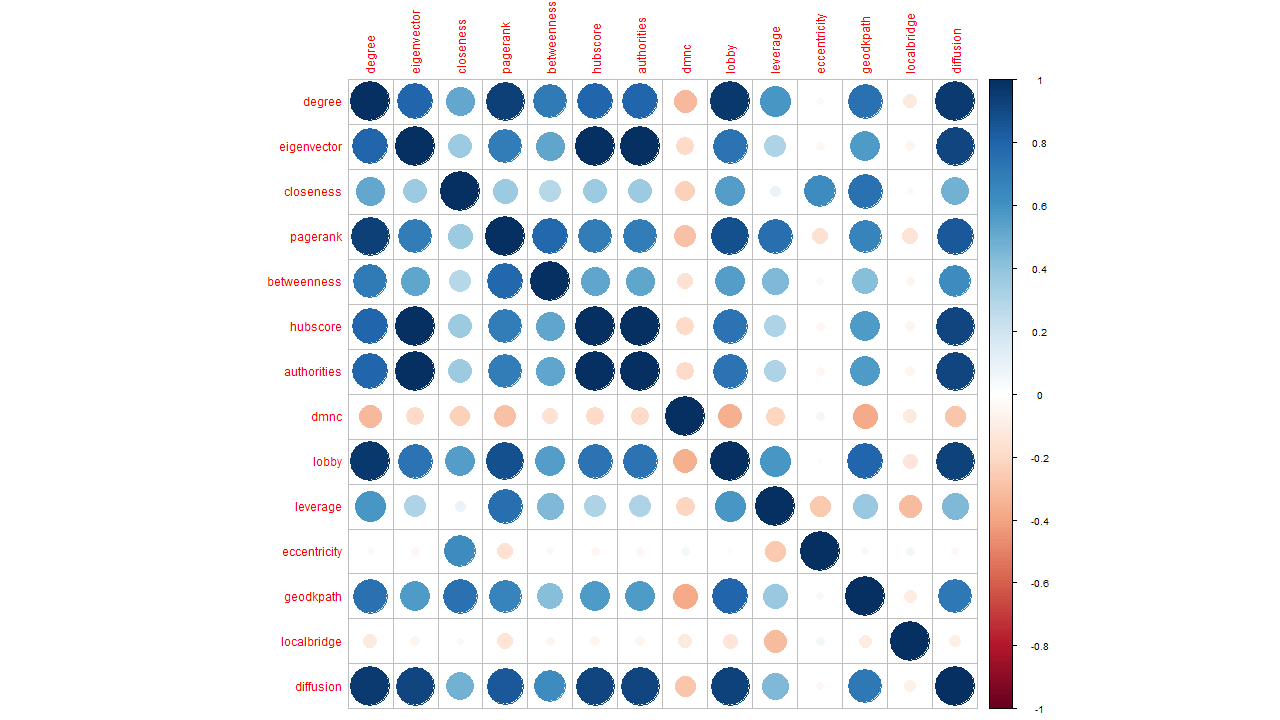 degree
eigenvector
closeness
pagerank
betweenness
hubscore
authorities
dmnc
lobby
leverage
eccentricity
geodkpath
localbridge
diffusion
degree
eigenvector
closeness
pagerank
betweenness
hubscore
authorities
dmnc
lobby
leverage
eccentricity
geodkpath
localbridge
diffusion
1
0.8
0.6
0.4
0.2
0
-0.2
-0.4
-0.6
-0.8
-1